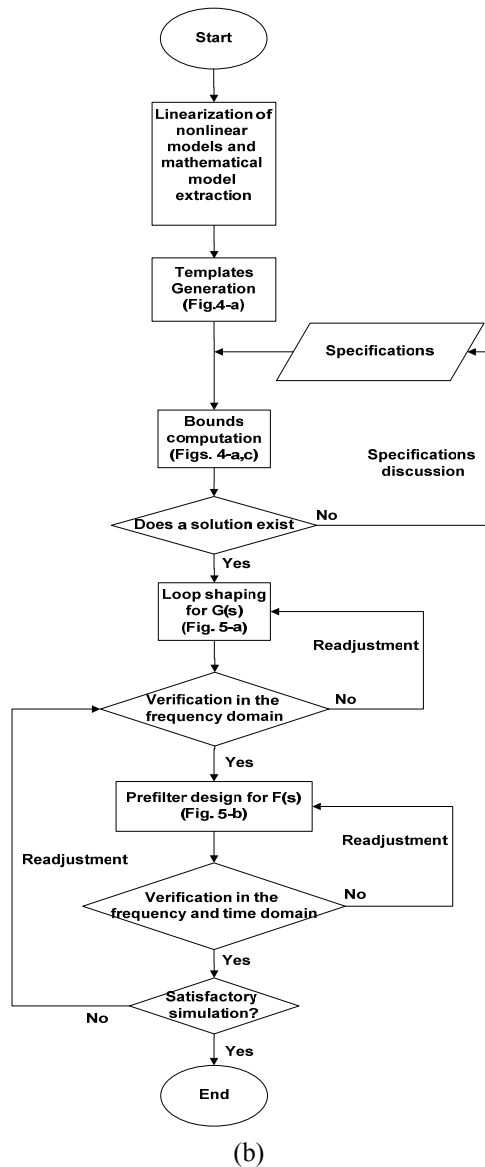 Start
Linearization of
nonlinear
models and
mathematical
model
extraction
Templates
Generation
(Fig.4-a)
Specifications
Bounds
computation
(Figs. 4-a,c)
Specifications
discussion
Does a solution exist
No
Yes
Loop shaping
for G(s)
(Fig. 5-a)
Readjustment
Verification in the
frequency domain
No
Yes
Prefilter design for F(s)
(Fig. 5-b)
Readjustment
Readjustment
Verification in the
frequency and time domain
No
Yes
Satisfactory
simulation?
No
Yes
End
(b)